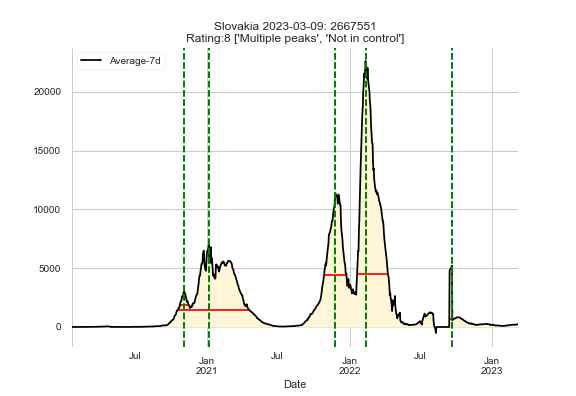 Slovakia 2023-03-09: 2667551
Rating:8 ['Multiple peaks', 'Not in control']
Average-7d
20000
15000
10000
5000
0
Jul
Jan
2021
Jul
Jan
2022
Jul
Jan
2023
Date